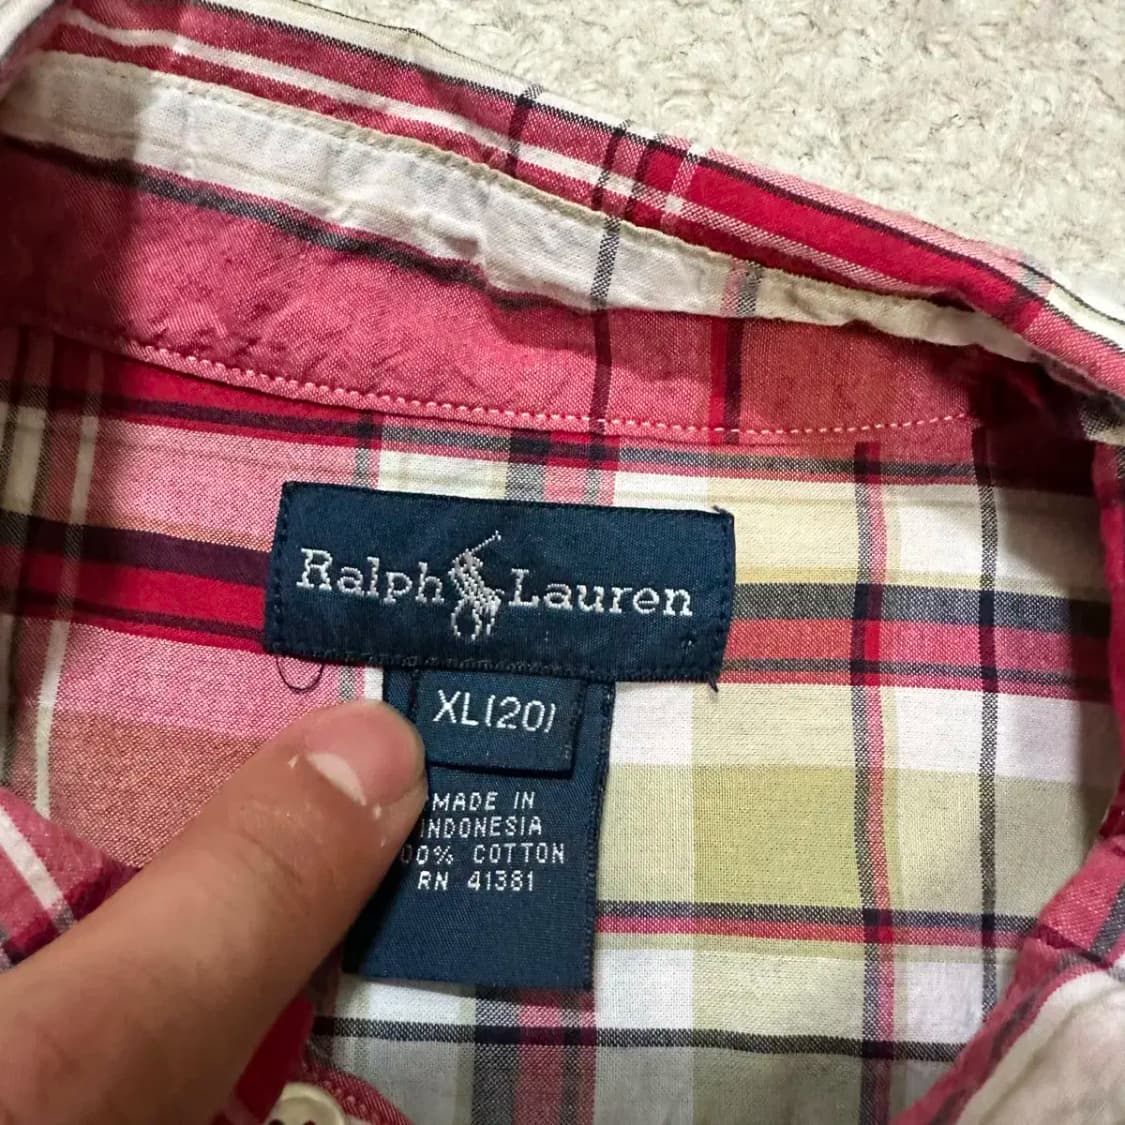 Ralph Lauren
XL(20)
MADE IN
INDONESIA
00% COTTON
RN 41381